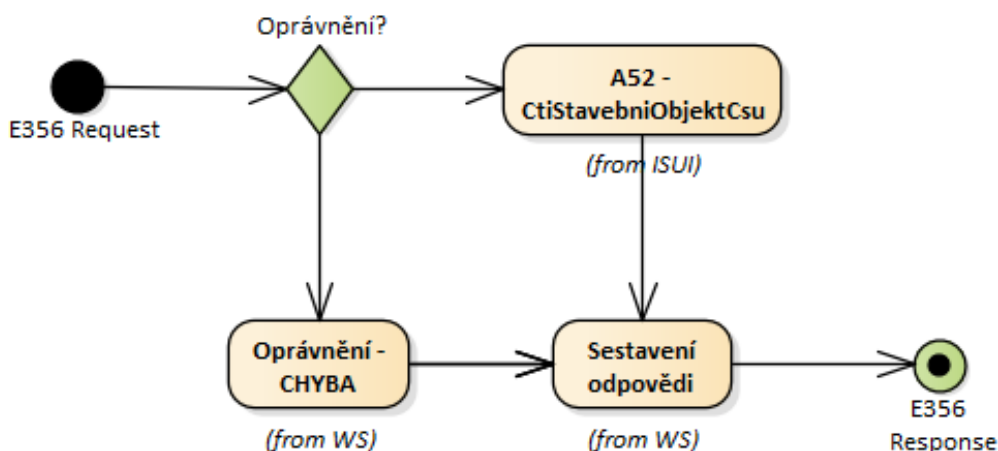 Oprávnění?
E356 Request
A52 -
CtiStavebniObjektCsu
(from ISUI)
Oprávnění -
CHYBA
(from WS)
Sestavení
odpovědi
(from WS)
E356
Response